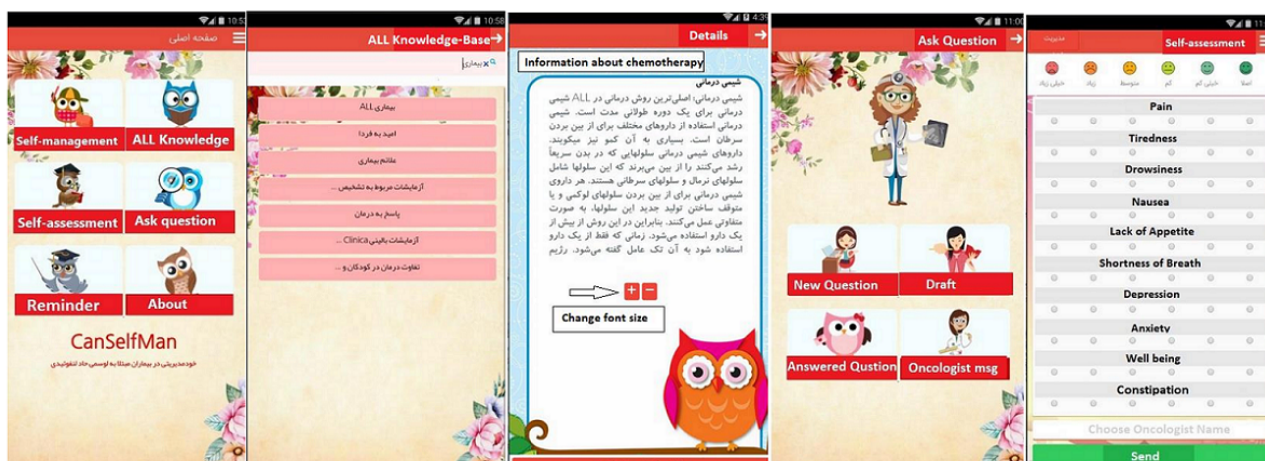 10:53
صفحه اصلی
Self-management
ALL Knowledge
Self-assessment
Ask question
Reminder
About
CanSelfMan
خودمدیریتی در بیماران مبتلا به لوسمی حاد لنفوئیدی
10:58
ALL Knowledge-Base
بیماری
بیماری ALL
امید به فردا
علائم بیماری
آزمایشات مربوط به تشخیص ...
پاسخ به درمان
آزمایشات بالینی Clinica ...
تفاوت درمان در کودکان و ...
4:39
Details
Information about chemotherapy
شیمی درمانی
شیمی درمانی: اصلی‌ترین روش درمانی در ALL شیمی
درمانی برای یک دوره طولانی مدت است. شیمی
درمانی استفاده از داروهای مختلف برای از بین بردن
سرطان است. بسیاری به آن کمو نیز میگویند.
داروهای شیمی درمانی سلولهایی که در بدن سریعاً
رشد می‌کنند را از بین می‌برند که این سلولها شامل
سلولهای نرمال و سلولهای سرطانی هستند. هر داروی
شیمی درمانی برای از بین بردن سلولهای لوکمی و یا
متوقف ساختن تولید جدید این سلولها، به صورت
متفاوتی عمل می‌کنند. بنابراین در این روش از بیش از
یک دارو استفاده می‌شود. زمانی که فقط از یک دارو
استفاده شود به آن تک عامل گفته می‌شود. رژیم
+ −
Change font size
11:00
Ask Question
New Question
Draft
Answered Qustion
Oncologist msg
11
مدیریت
Self-assessment
اصلا
خیلی کم
کم
متوسط
زیاد
خیلی زیاد
Pain
Tiredness
Drowsiness
Nausea
Lack of Appetite
Shortness of Breath
Depression
Anxiety
Well being
Constipation
Choose Oncologist Name
Send